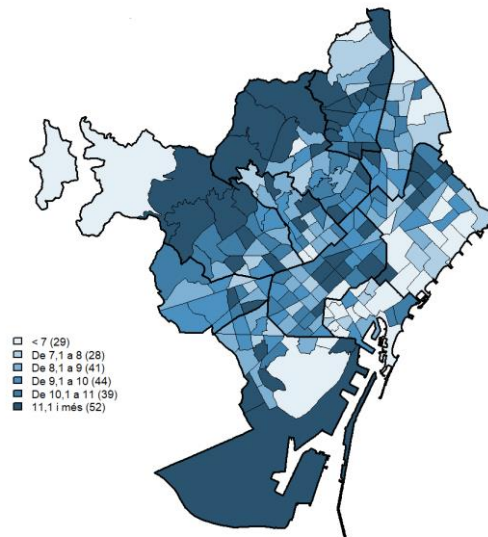 < 7 (29)
De 7,1 a 8 (28)
De 8,1 a 9 (41)
De 9,1 a 10 (44)
De 10,1 a 11 (39)
11,1 i més (52)